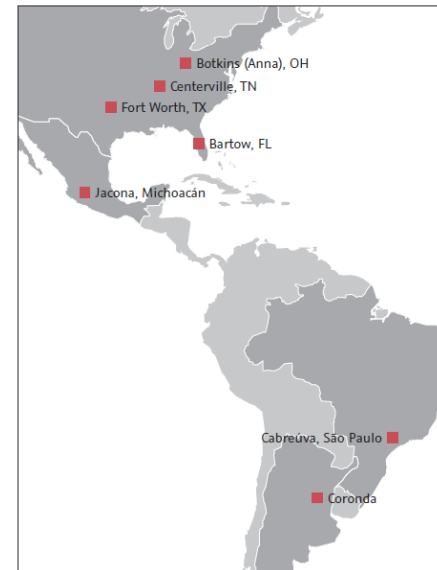 Botkins (Anna), OH
Centerville, TN
Fort Worth, TX
Bartow, FL
Jacona, Michoacán
Cabreúva, São Paulo
Coronda